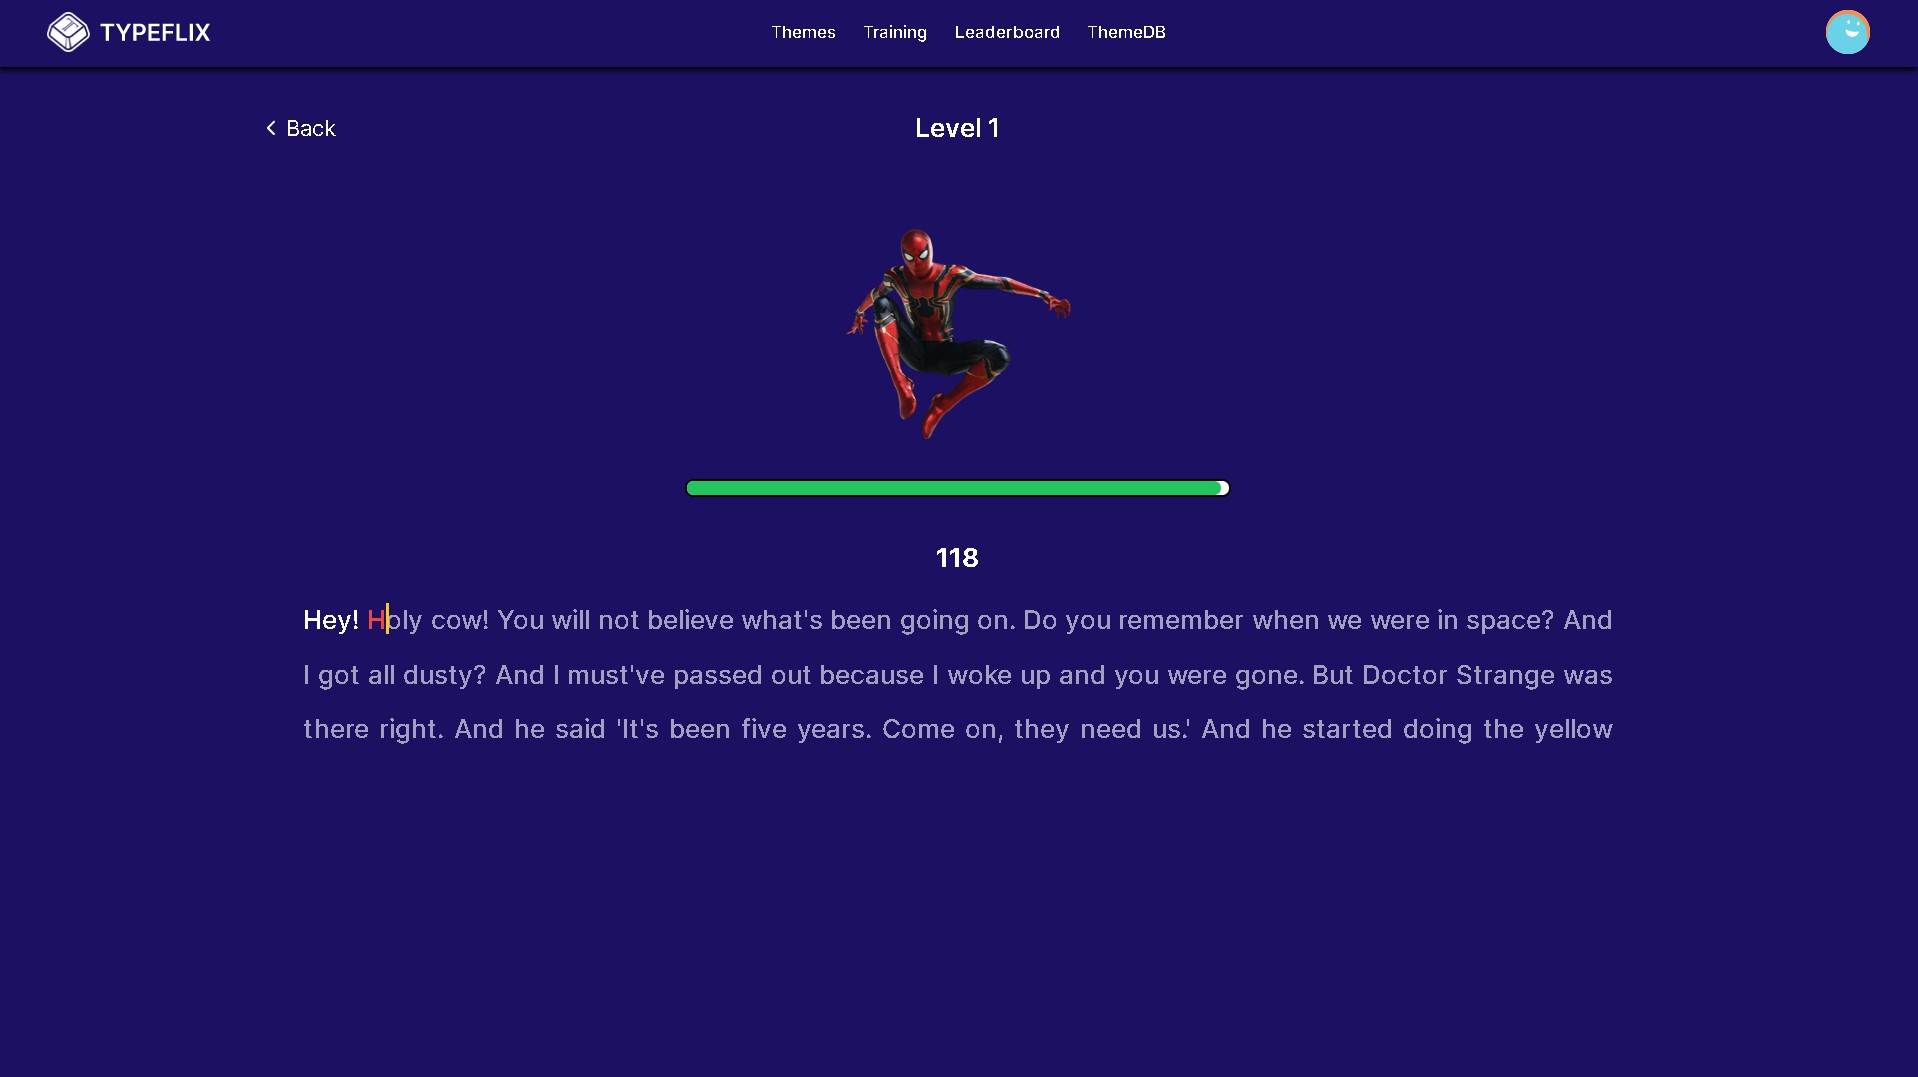 TYPEFLIX
Themes
Training
Leaderboard
ThemeDB
Back
Level 1
118
Hey! Holy cow! You will not believe what's been going on. Do you remember when we were in space? And
I got all dusty? And I must've passed out because I woke up and you were gone. But Doctor Strange was
there right. And he said 'It's been five years. Come on, they need us.' And he started doing the yellow